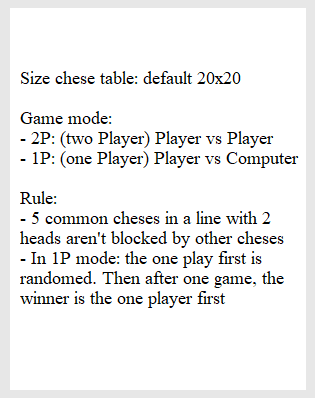 Size chese table: default 20x20
Game mode:
- 2P: (two Player) Player vs Player
- 1P: (one Player) Player vs Computer
Rule:
- 5 common cheses in a line with 2
heads aren't blocked by other cheses
- In 1P mode: the one play first is
randomed. Then after one game, the
winner is the one player first